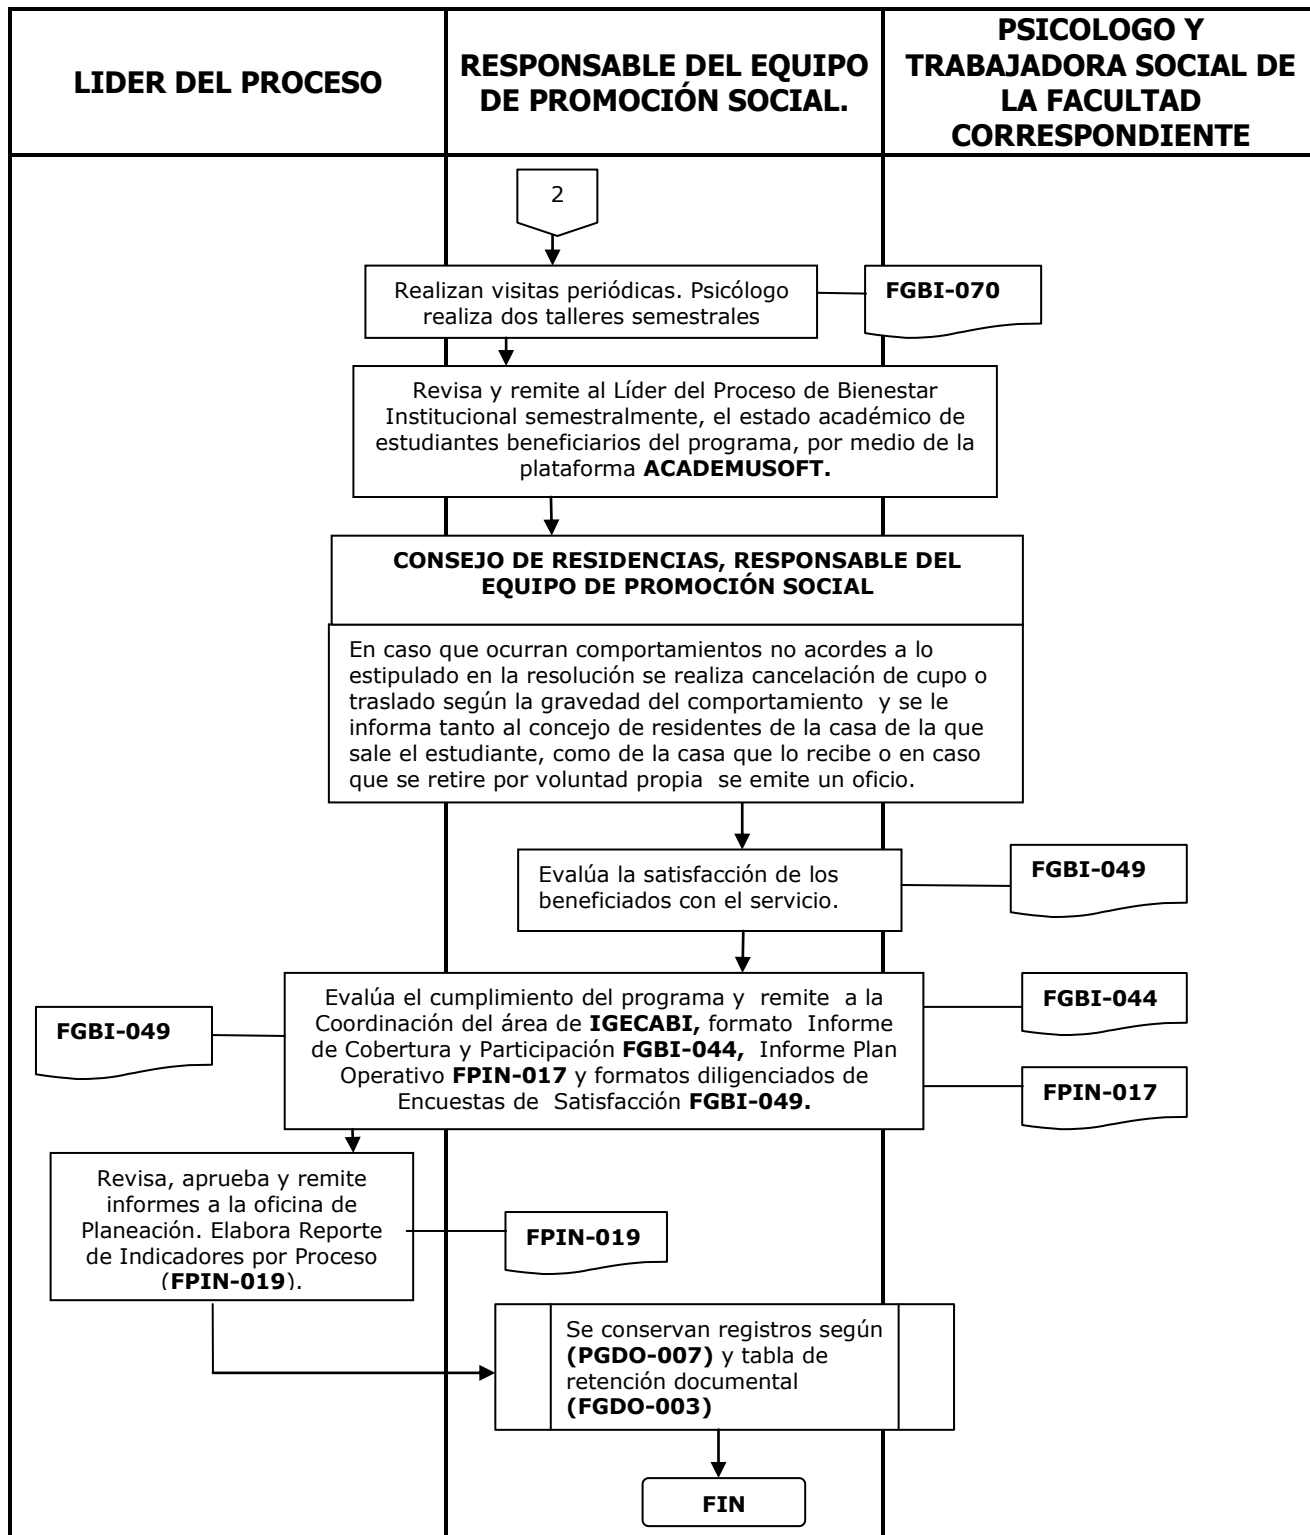 LIDER DEL PROCESO
RESPONSABLE DEL EQUIPO
DE PROMOCIÓN SOCIAL.
PSICOLOGO Y
TRABAJADORA SOCIAL DE
LA FACULTAD
CORRESPONDIENTE
2
Realizan visitas periódicas. Psicólogo
realiza dos talleres semestrales
FGBI-070
Revisa y remite al Líder del Proceso de Bienestar
Institucional semestralmente, el estado académico de
estudiantes beneficiarios del programa, por medio de la
plataforma ACADEMUSOFT.
CONSEJO DE RESIDENCIAS, RESPONSABLE DEL
EQUIPO DE PROMOCIÓN SOCIAL
En caso que ocurran comportamientos no acordes a lo
estipulado en la resolución se realiza cancelación de cupo o
traslado según la gravedad del comportamiento y se le
informa tanto al concejo de residentes de la casa de la que
sale el estudiante, como de la casa que lo recibe o en caso
que se retire por voluntad propia se emite un oficio.
Evalúa la satisfacción de los
beneficiados con el servicio.
FGBI-049
FGBI-049
Evalúa el cumplimiento del programa y remite a la
Coordinación del área de IGECABI, formato Informe
de Cobertura y Participación FGBI-044, Informe Plan
Operativo FPIN-017 y formatos diligenciados de
Encuestas de Satisfacción FGBI-049.
FGBI-044
FPIN-017
Revisa, aprueba y remite
informes a la oficina de
Planeación. Elabora Reporte
de Indicadores por Proceso
(FPIN-019).
FPIN-019
Se conservan registros según
(PGDO-007) y tabla de
retención documental
(FGDO-003)
FIN